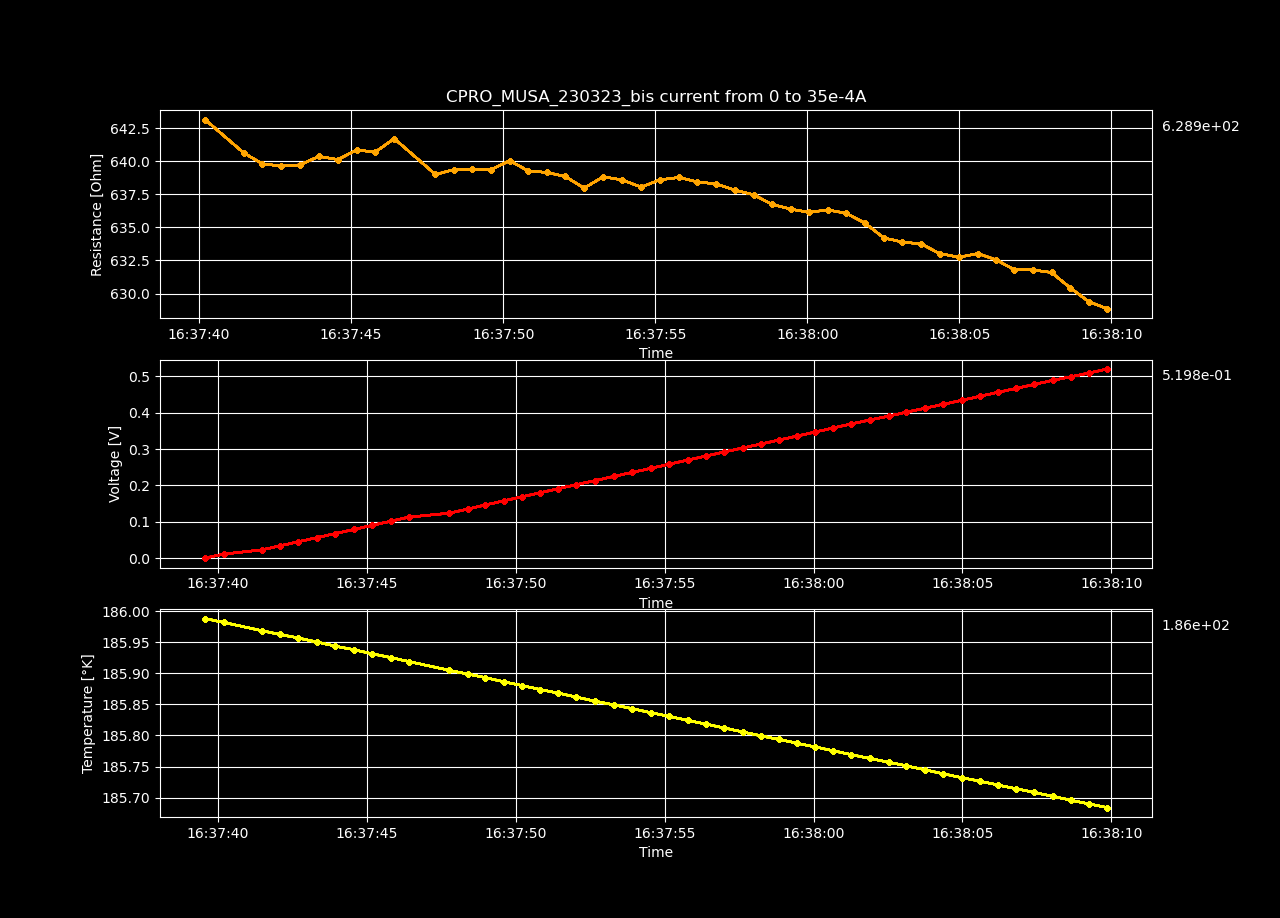 CPRO_MUSA_230323_bis current from 0 to 35e-4A
6.289e+02
642.5
640.0
637.5
635.0
632.5
630.0
Resistance [Ohm]
16:37:40 16:37:45 16:37:50 16:37:55 16:38:00 16:38:05 16:38:10
Time
5.198e-01
0.5
0.4
0.3
0.2
0.1
0.0
Voltage [V]
16:37:40 16:37:45 16:37:50 16:37:55 16:38:00 16:38:05 16:38:10
Time
1.86e+02
186.00
185.95
185.90
185.85
185.80
185.75
185.70
Temperature [°K]
16:37:40 16:37:45 16:37:50 16:37:55 16:38:00 16:38:05 16:38:10
Time